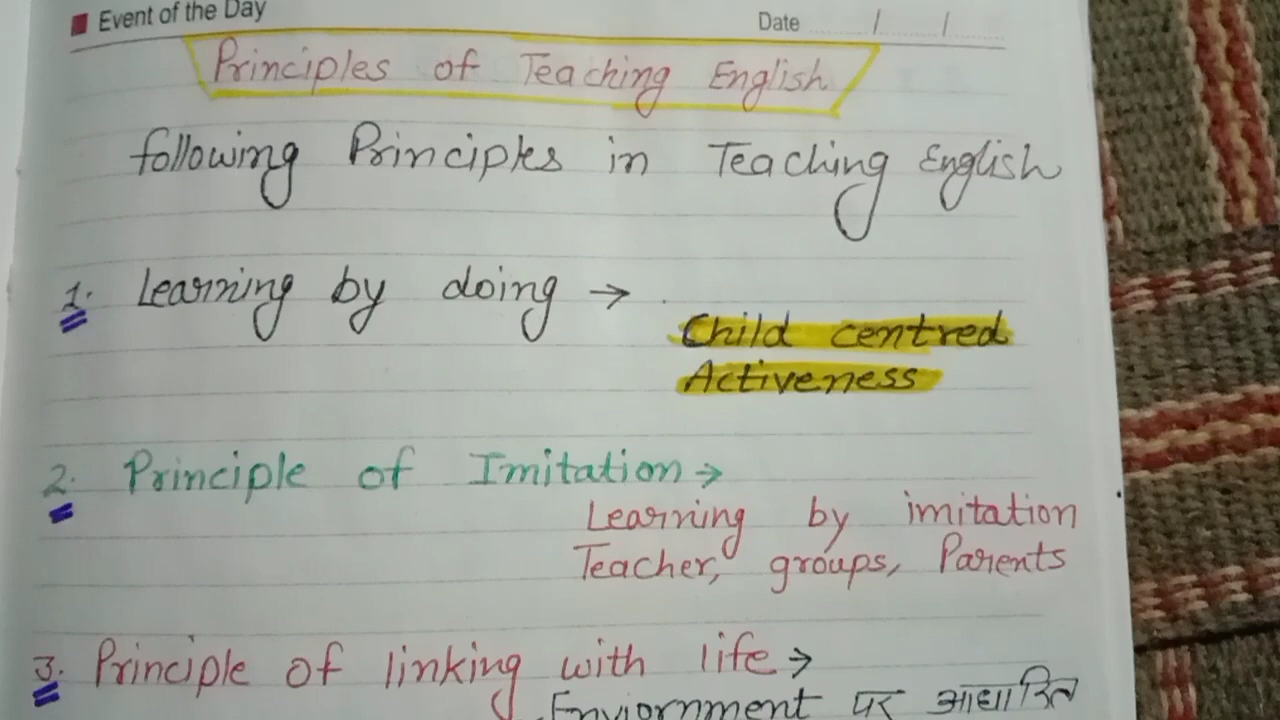 Event of the Day
Date / /
Principles of Teaching English
following Principles in Teaching English
1. Learning by doing →
Child centred
Activeness
2. Principle of Imitation →
Learning by imitation
Teacher, groups, Parents
3. Principle of linking with life →
Enviornment पर आधारित